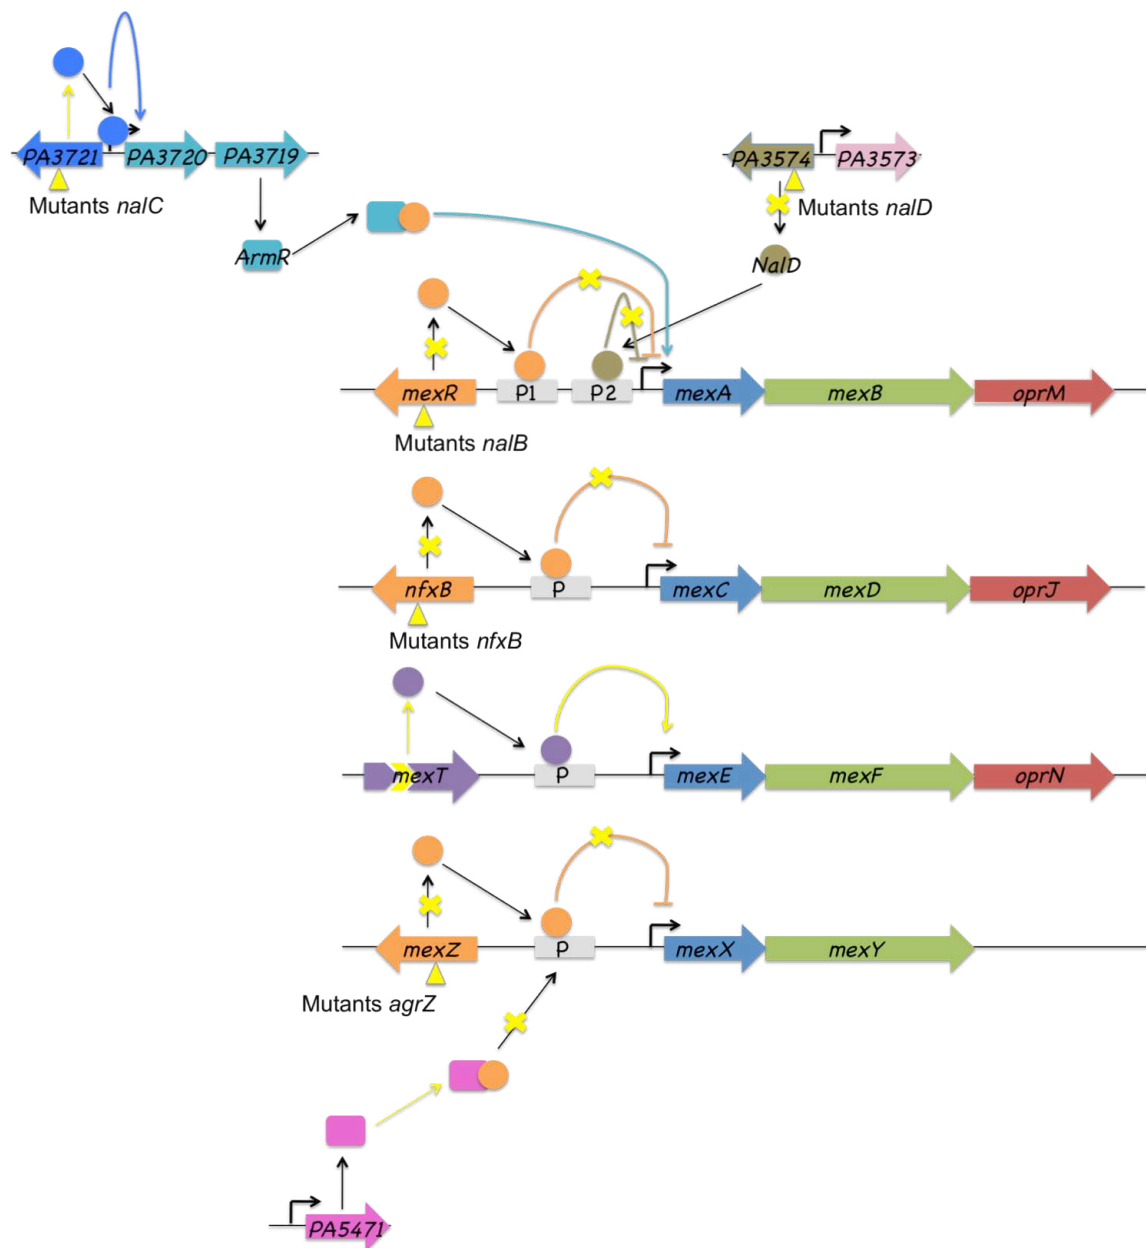 PA3721 PA3720 PA3719
Mutants nalC
PA3574 PA3573
Mutants nalD
ArmR
NalD
mexR P1 P2 mexA mexB oprM
Mutants nalB
nfxB P mexC mexD oprJ
Mutants nfxB
mexT P mexE mexF oprN
mexZ P mexX mexY
Mutants agrZ
PA5471